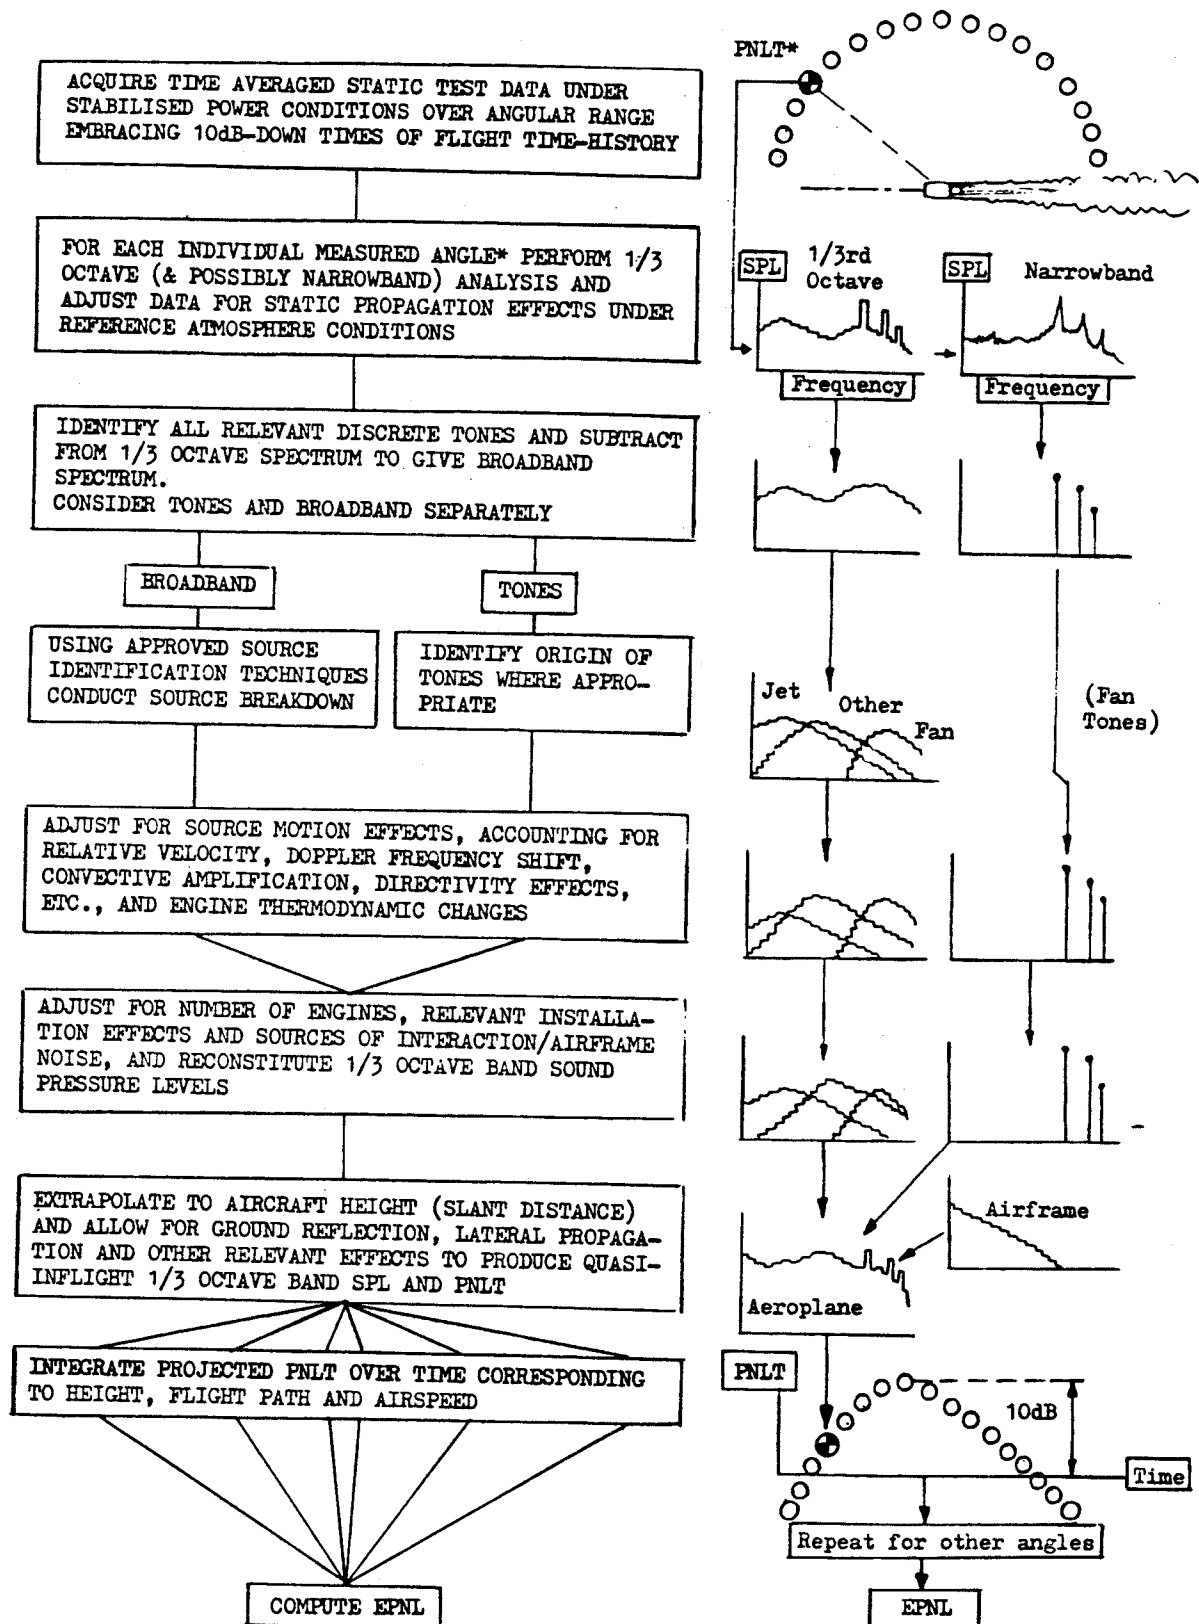 ACQUIRE TIME AVERAGED STATIC TEST DATA UNDER
STABILISED POWER CONDITIONS OVER ANGULAR RANGE
EMBRACING 10dB-DOWN TIMES OF FLIGHT TIME-HISTORY
FOR EACH INDIVIDUAL MEASURED ANGLE* PERFORM 1/3
OCTAVE (& POSSIBLY NARROWBAND) ANALYSIS AND
ADJUST DATA FOR STATIC PROPAGATION EFFECTS UNDER
REFERENCE ATMOSPHERE CONDITIONS
IDENTIFY ALL RELEVANT DISCRETE TONES AND SUBTRACT
FROM 1/3 OCTAVE SPECTRUM TO GIVE BROADBAND
SPECTRUM.
CONSIDER TONES AND BROADBAND SEPARATELY
BROADBAND
TONES
USING APPROVED SOURCE
IDENTIFICATION TECHNIQUES
CONDUCT SOURCE BREAKDOWN
IDENTIFY ORIGIN OF
TONES WHERE APPRO-
PRIATE
ADJUST FOR SOURCE MOTION EFFECTS, ACCOUNTING FOR
RELATIVE VELOCITY, DOPPLER FREQUENCY SHIFT,
CONVECTIVE AMPLIFICATION, DIRECTIVITY EFFECTS,
ETC., AND ENGINE THERMODYNAMIC CHANGES
ADJUST FOR NUMBER OF ENGINES, RELEVANT INSTALLA-
TION EFFECTS AND SOURCES OF INTERACTION/AIRFRAME
NOISE, AND RECONSTITUTE 1/3 OCTAVE BAND SOUND
PRESSURE LEVELS
EXTRAPOLATE TO AIRCRAFT HEIGHT (SLANT DISTANCE)
AND ALLOW FOR GROUND REFLECTION, LATERAL PROPAGA-
TION AND OTHER RELEVANT EFFECTS TO PRODUCE QUASI-
INFLIGHT 1/3 OCTAVE BAND SPL AND PNLT
INTEGRATE PROJECTED PNLT OVER TIME CORRESPONDING
TO HEIGHT, FLIGHT PATH AND AIRSPEED
COMPUTE EPNL
PNLT*
SPL
1/3rd
Octave
Frequency
SPL
Narrowband
Frequency
Jet
Other
Fan
(Fan
Tones)
Airframe
Aeroplane
PNLT
10dB
Time
Repeat for other angles
EPNL